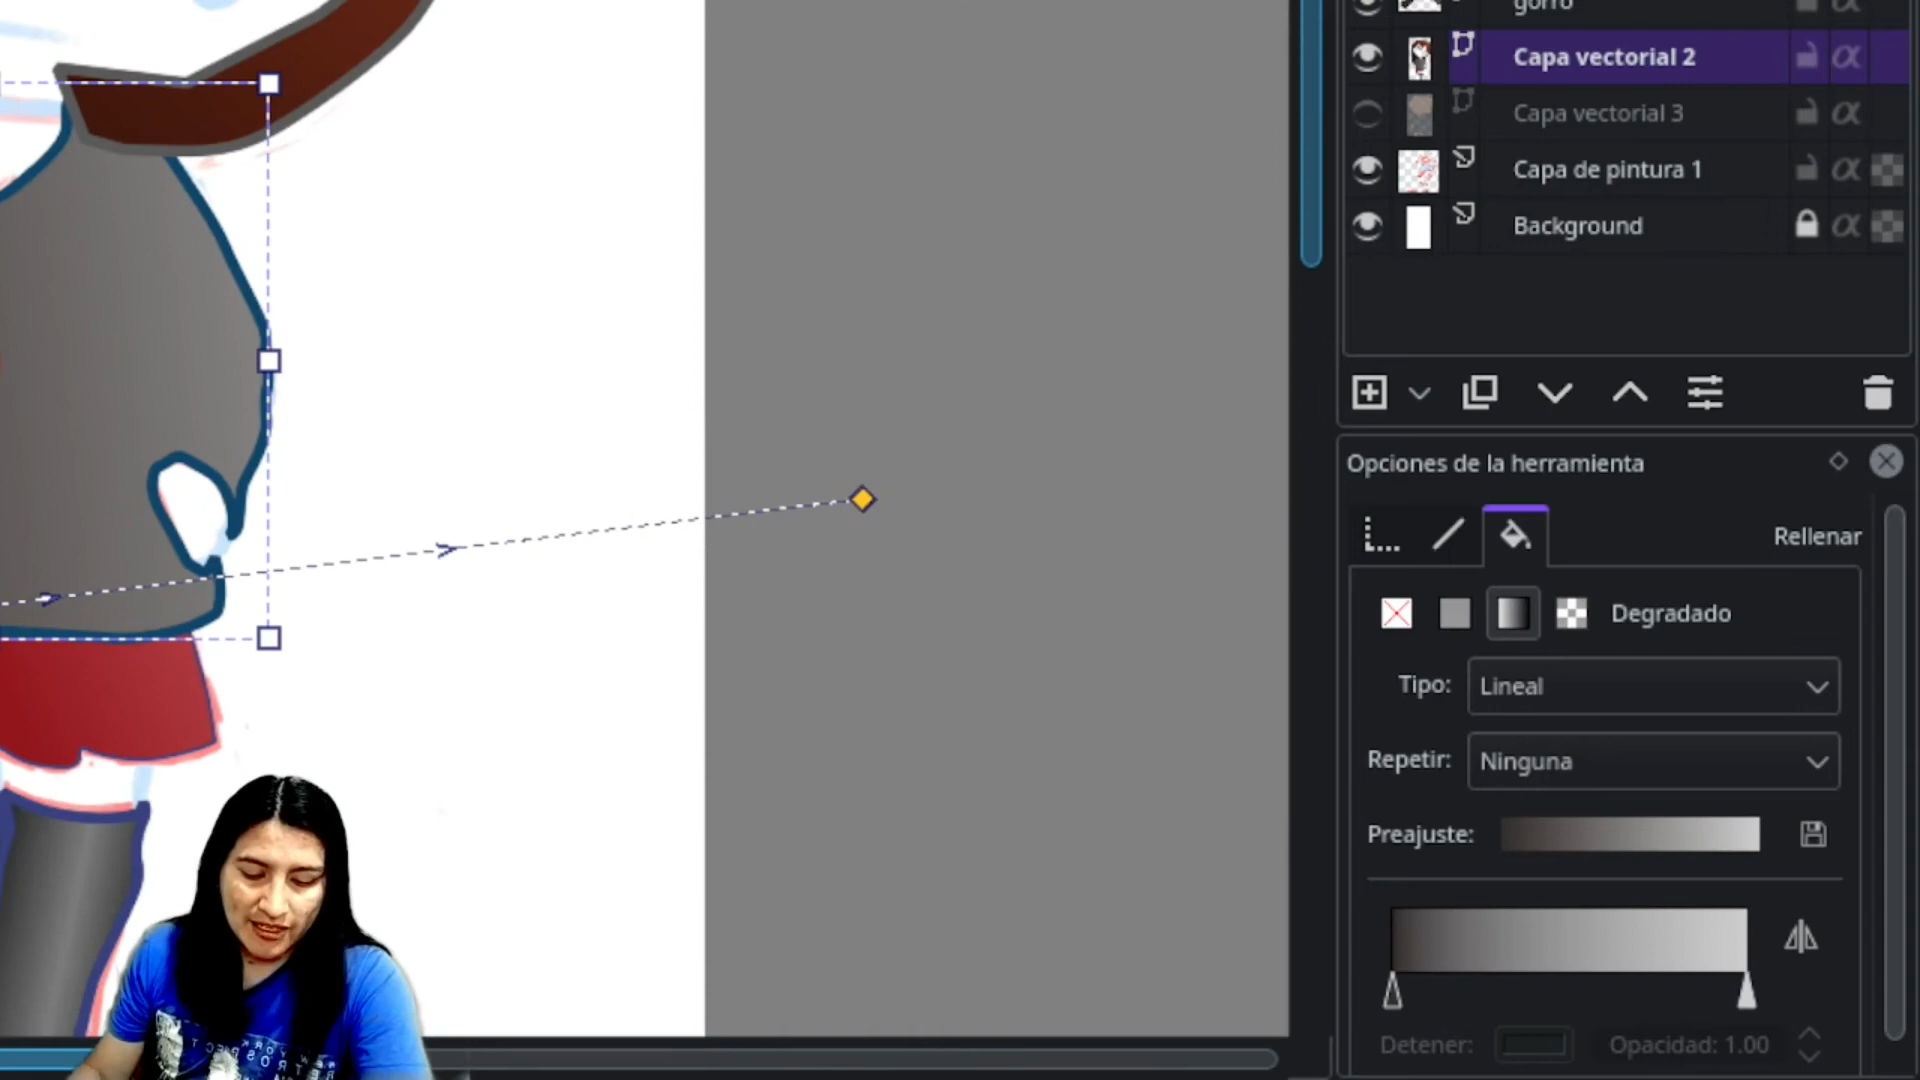 gorro
Capa vectorial 2
Capa vectorial 3
Capa de pintura 1
Background
Opciones de la herramienta
Rellenar
Degradado
Tipo: Lineal
Repetir: Ninguna
Preajuste:
Detener: Opacidad: 1.00